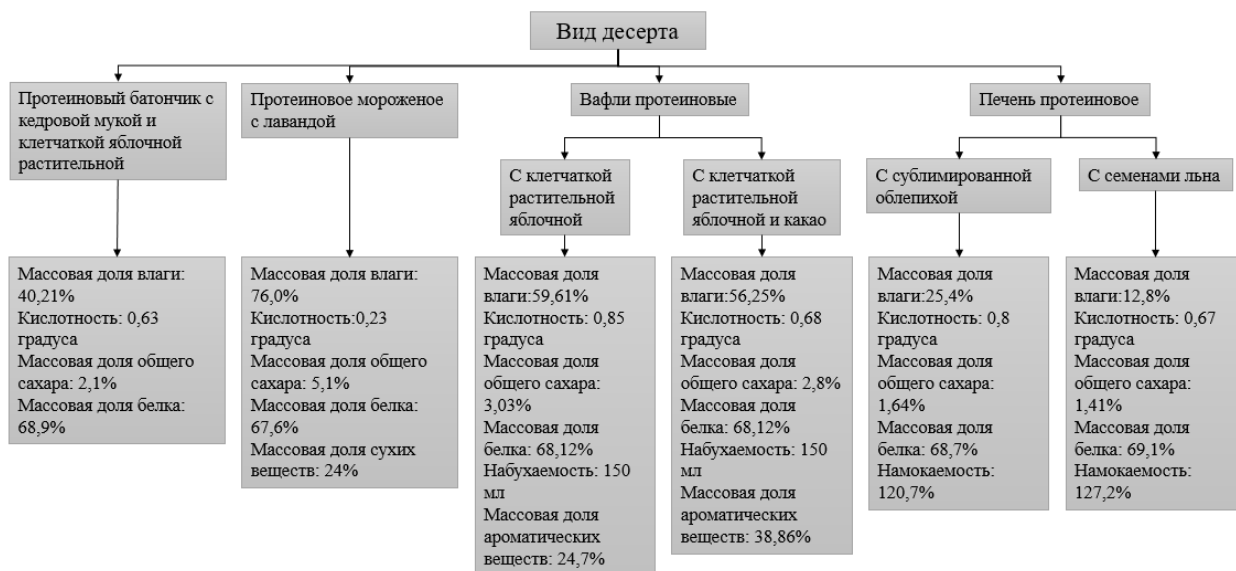 Вид десерта
Протеиновый батончик с
кедровой мукой и
клетчаткой яблочной
растительной
Протеиновое мороженое
с лавандой
Вафли протеиновые
Печень протеиновое
С клетчаткой
растительной
яблочной
С клетчаткой
растительной
яблочной и какао
С сублимированной
облепихой
С семенами льна
Массовая доля влаги:
40,21%
Кислотность: 0,63
градуса
Массовая доля общего
сахара: 2,1%
Массовая доля белка:
68,9%
Массовая доля влаги:
76,0%
Кислотность:0,23
градуса
Массовая доля общего
сахара: 5,1%
Массовая доля белка:
67,6%
Массовая доля сухих
веществ: 24%
Массовая доля
влаги:59,61%
Кислотность: 0,85
градуса
Массовая доля
общего сахара:
3,03%
Массовая доля
белка: 68,12%
Набухаемость: 150
мл
Массовая доля
ароматических
веществ: 24,7%
Массовая доля
влаги:56,25%
Кислотность: 0,68
градуса
Массовая доля
общего сахара: 2,8%
Массовая доля
белка: 68,12%
Набухаемость: 150
мл
Массовая доля
ароматических
веществ: 38,86%
Массовая доля
влаги:25,4%
Кислотность: 0,8
градуса
Массовая доля
общего сахара:
1,64%
Массовая доля
белка: 68,7%
Намокаемость:
120,7%
Массовая доля
влаги:12,8%
Кислотность: 0,67
градуса
Массовая доля
общего сахара:
1,41%
Массовая доля
белка: 69,1%
Намокаемость:
127,2%